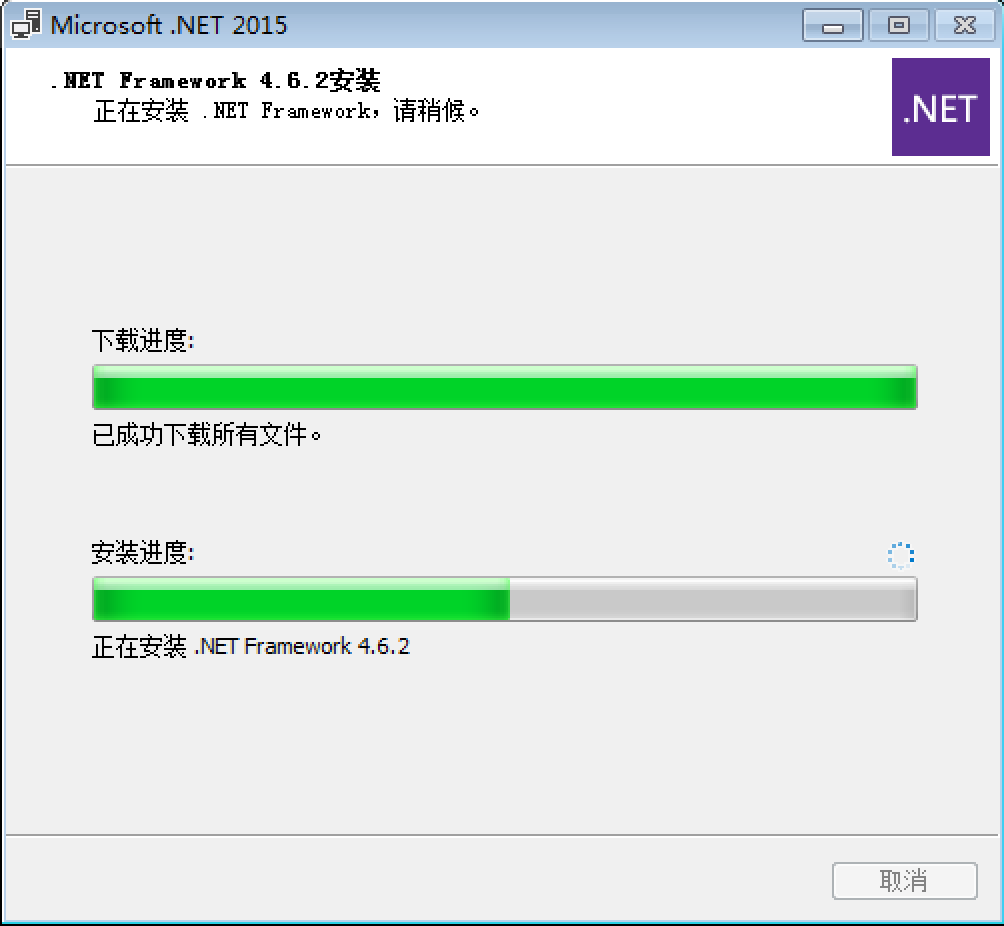 Microsoft .NET 2015
.NET Framework 4.6.2安装
正在安装 .NET Framework，请稍候。
.NET
下载进度:
已成功下载所有文件。
安装进度:
正在安装 .NET Framework 4.6.2
取消